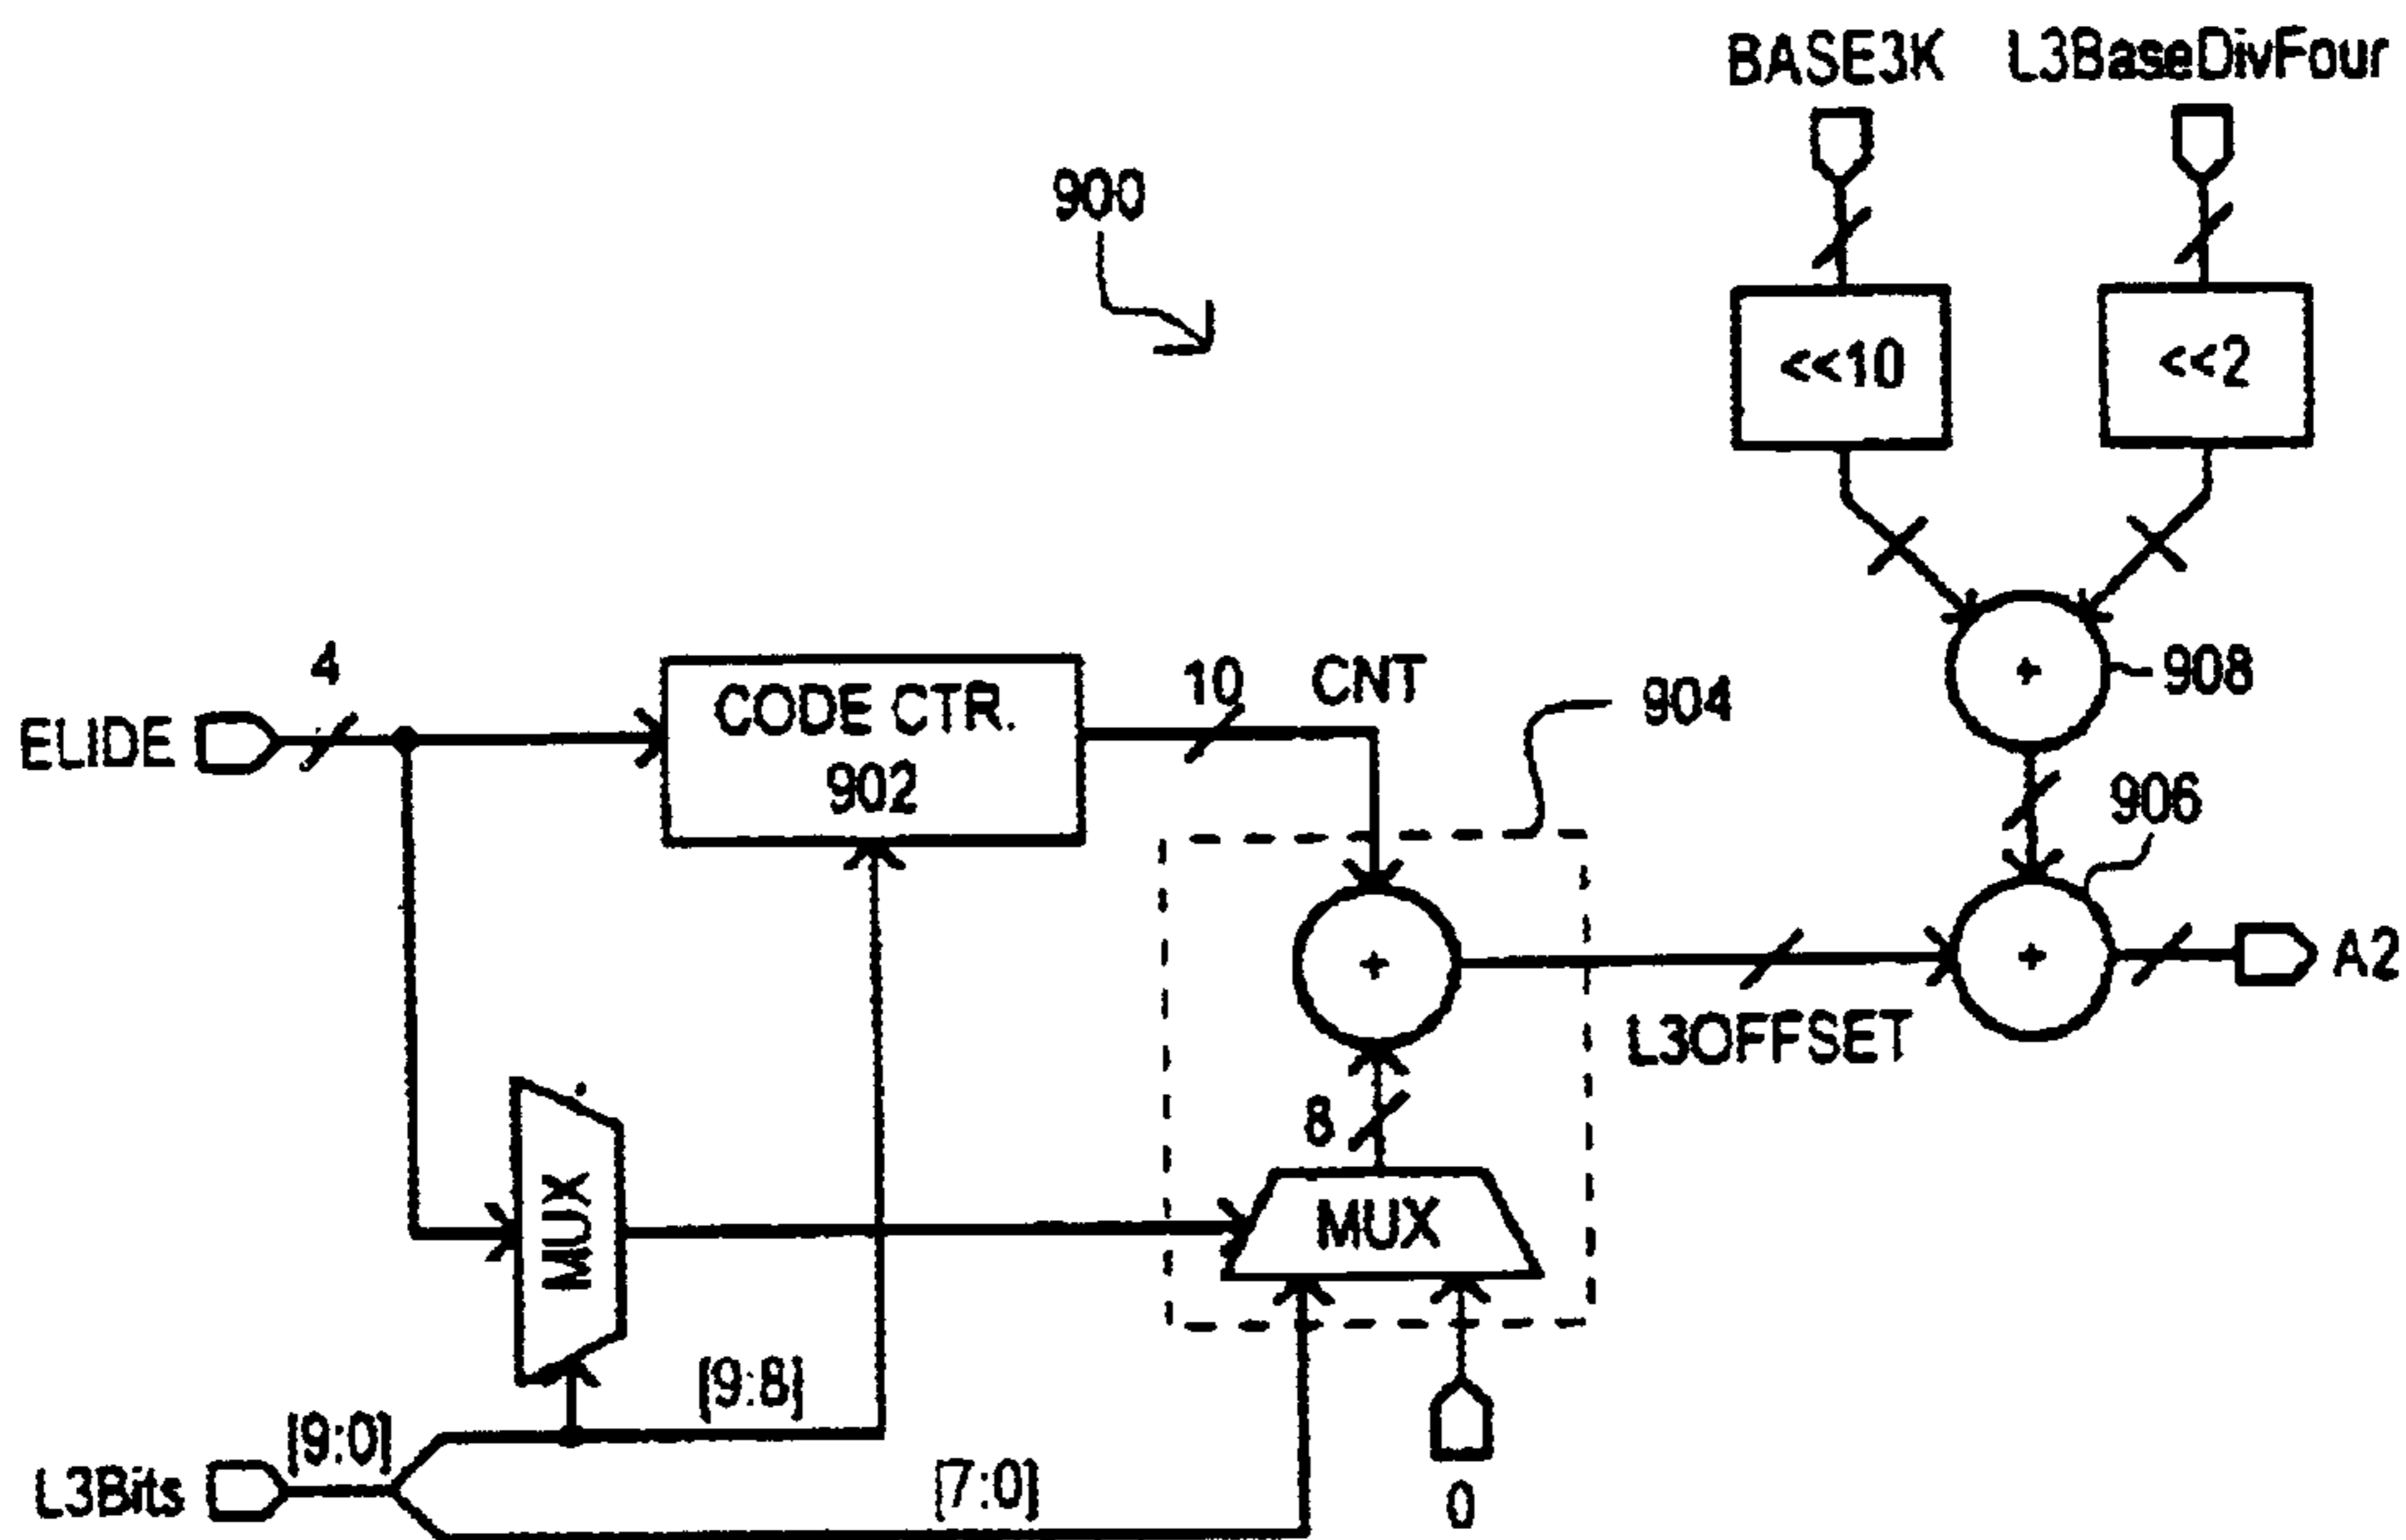 BASE3K L3BaseDivFour
900
<<10 <<2
4
ELIDE
CODE CTR.
902
10 CNT
904
908
906
+
+
+
A2
L3OFFSET
8
MUX
MUX
[9:8]
[9:0]
L3Bits
[7:0]
0